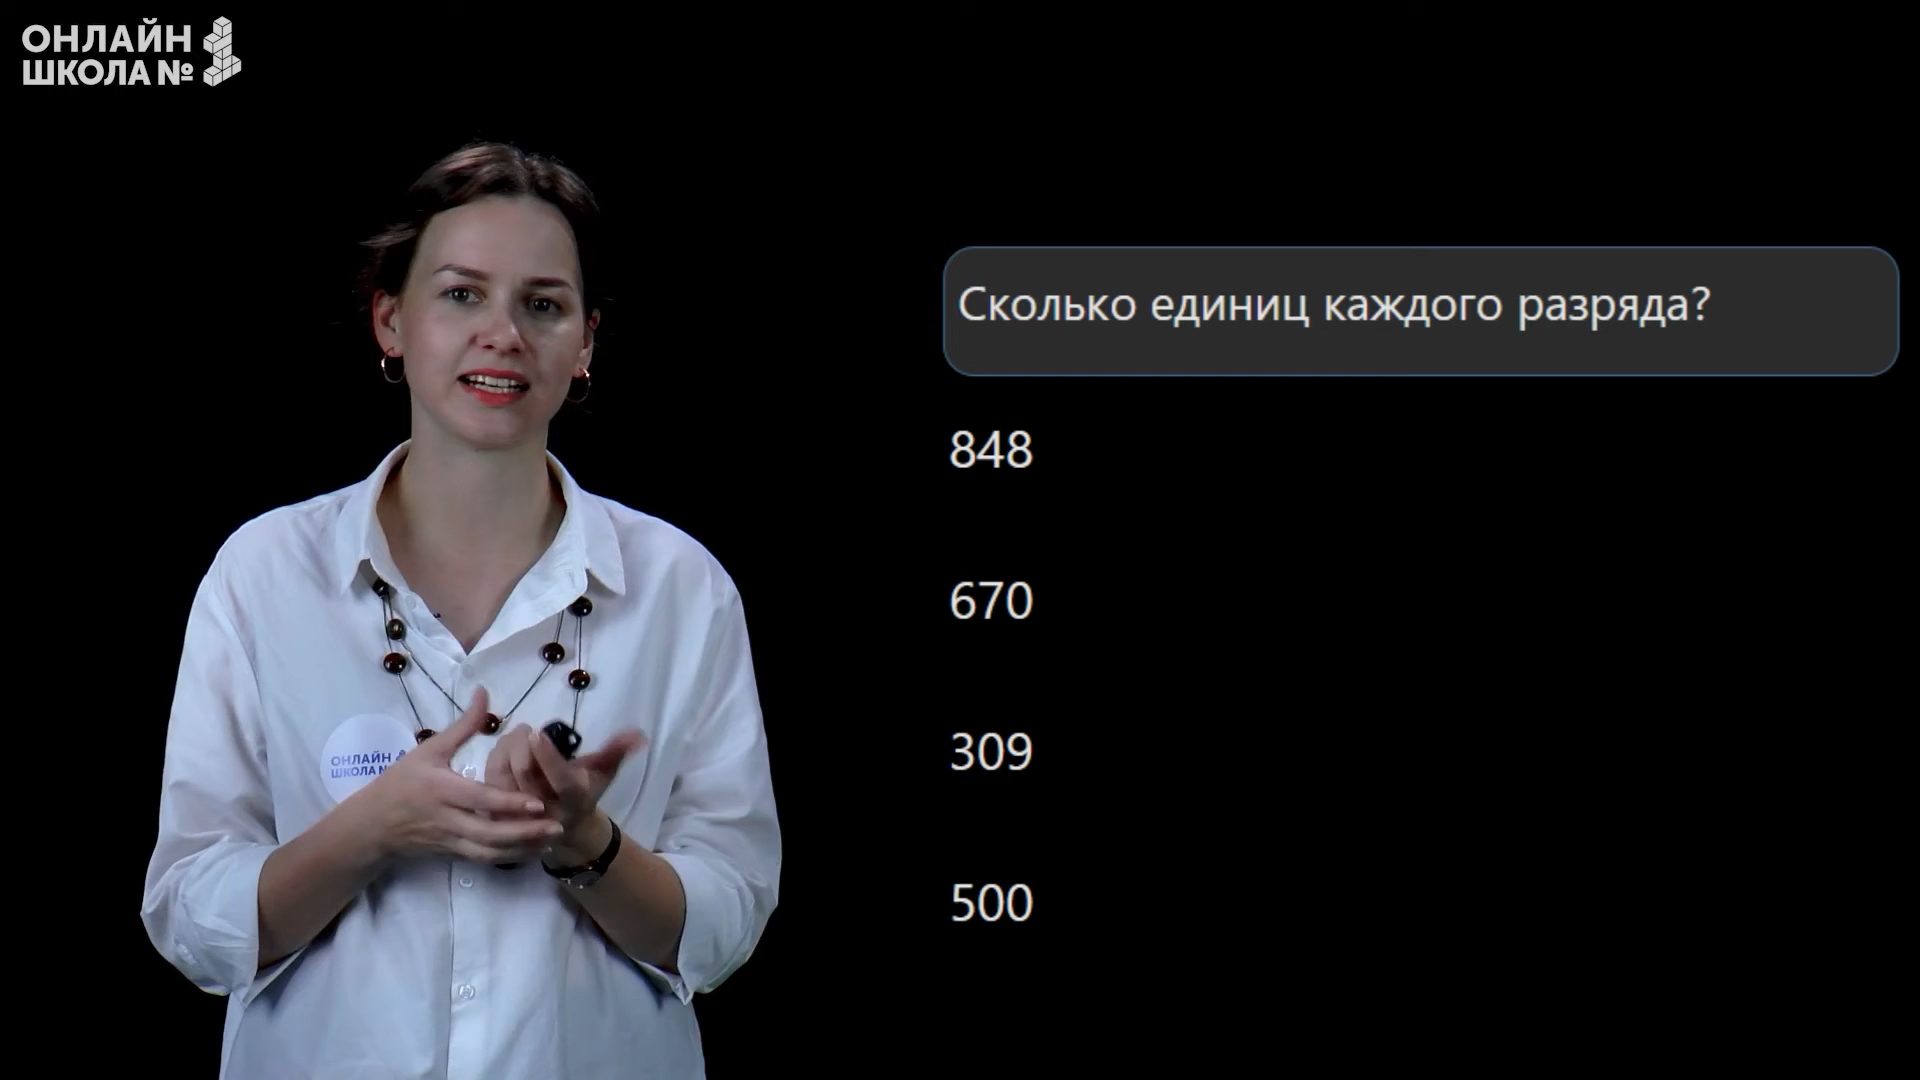 ОНЛАЙН
ШКОЛА №
Сколько единиц каждого разряда?
848
670
309
500
ОНЛАЙН
ШКОЛА №